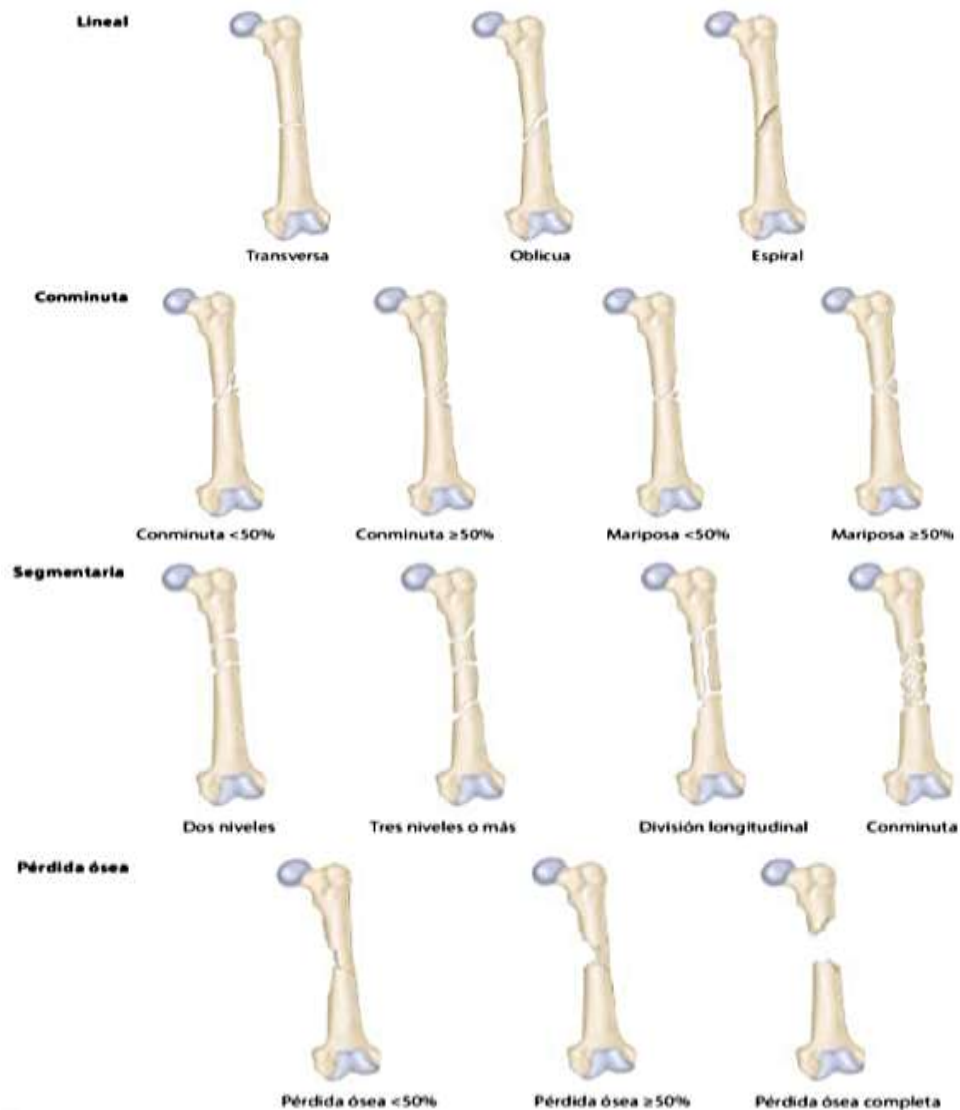 Lineal
Transversa
Oblicua
Espiral
Conminuta
Conminuta <50%
Conminuta ≥50%
Mariposa <50%
Mariposa ≥50%
Segmentaria
Dos niveles
Tres niveles o más
División longitudinal
Conminuta
Pérdida ósea
Pérdida ósea <50%
Pérdida ósea ≥50%
Pérdida ósea completa